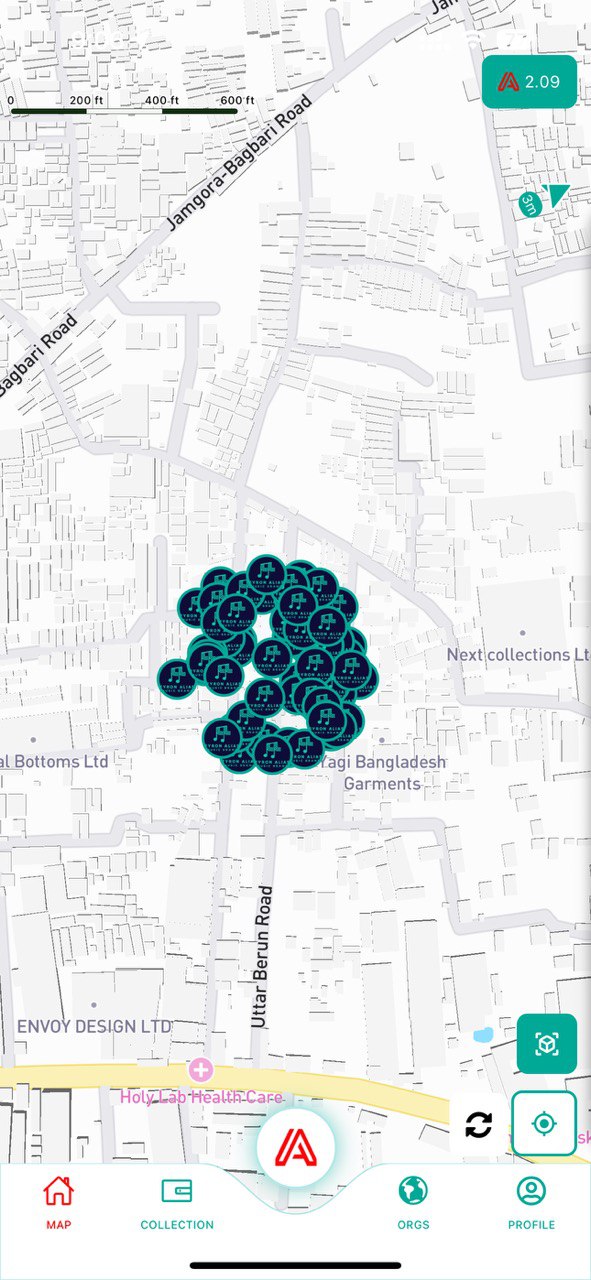 2.09
0
200 ft
400 ft
600 ft
Jamgora-Bagbari Road
3m
Bagbari Road
Next collections Lt
al Bottoms Ltd
Yagi Bangladesh
Garments
Uttar Berun Road
ENVOY DESIGN LTD
Holy Lab Health Care
MAP
COLLECTION
ORGS
PROFILE